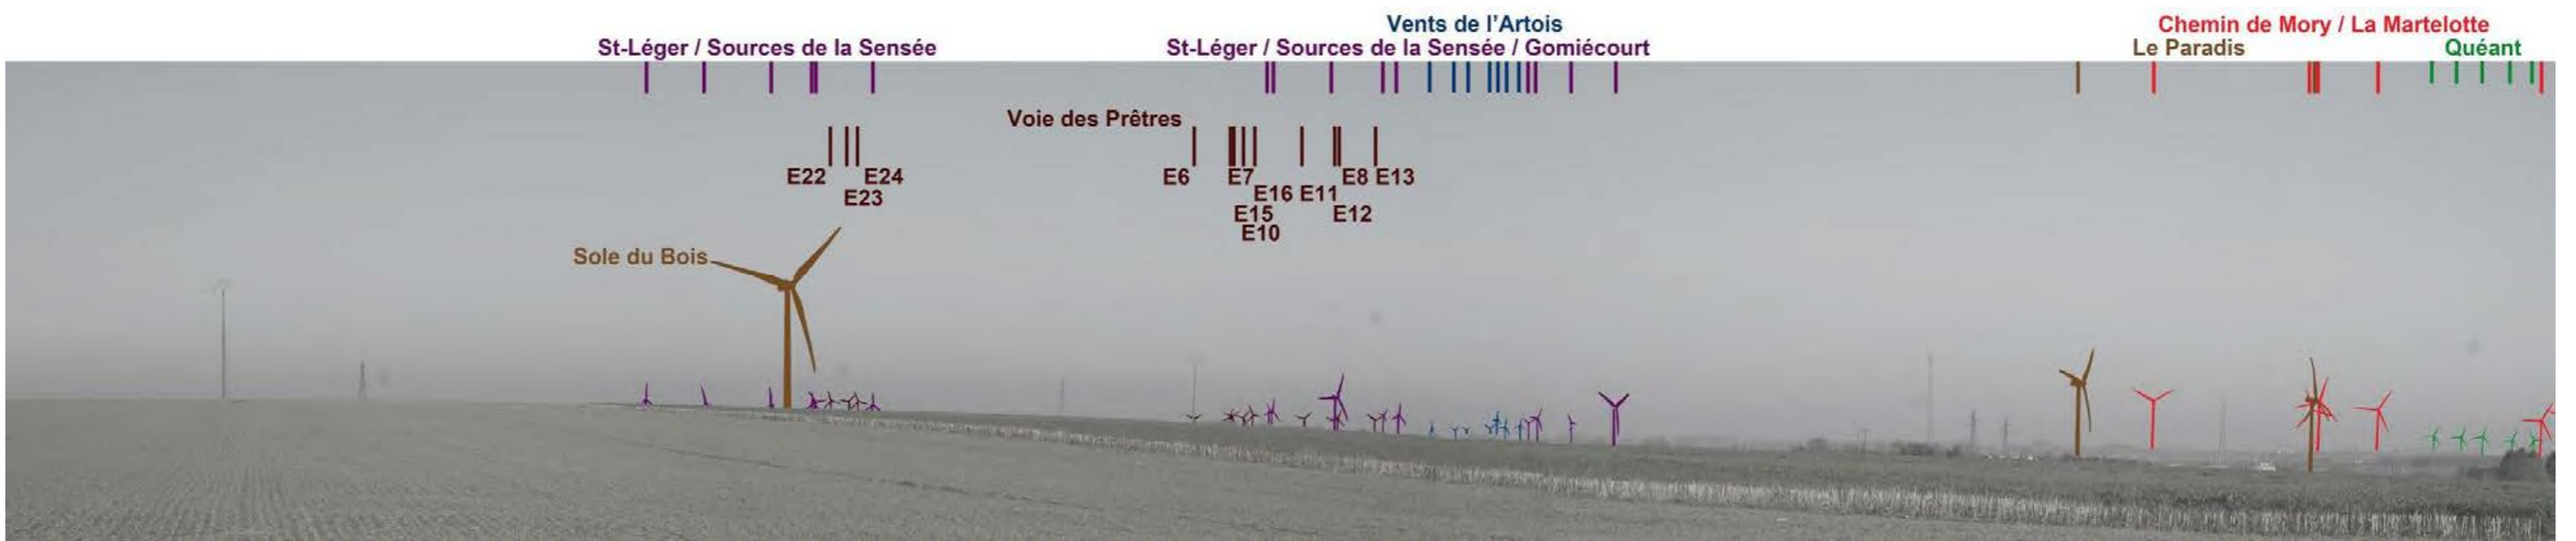 Vents de l'Artois
Chemin de Mory / La Martelotte
St-Léger / Sources de la Sensée
St-Léger / Sources de la Sensée / Gomiécourt
Le Paradis
Quéant
Voie des Prêtres
E22
E24
E23
E6
E7
E8
E13
E16
E11
E15
E12
E10
Sole du Bois